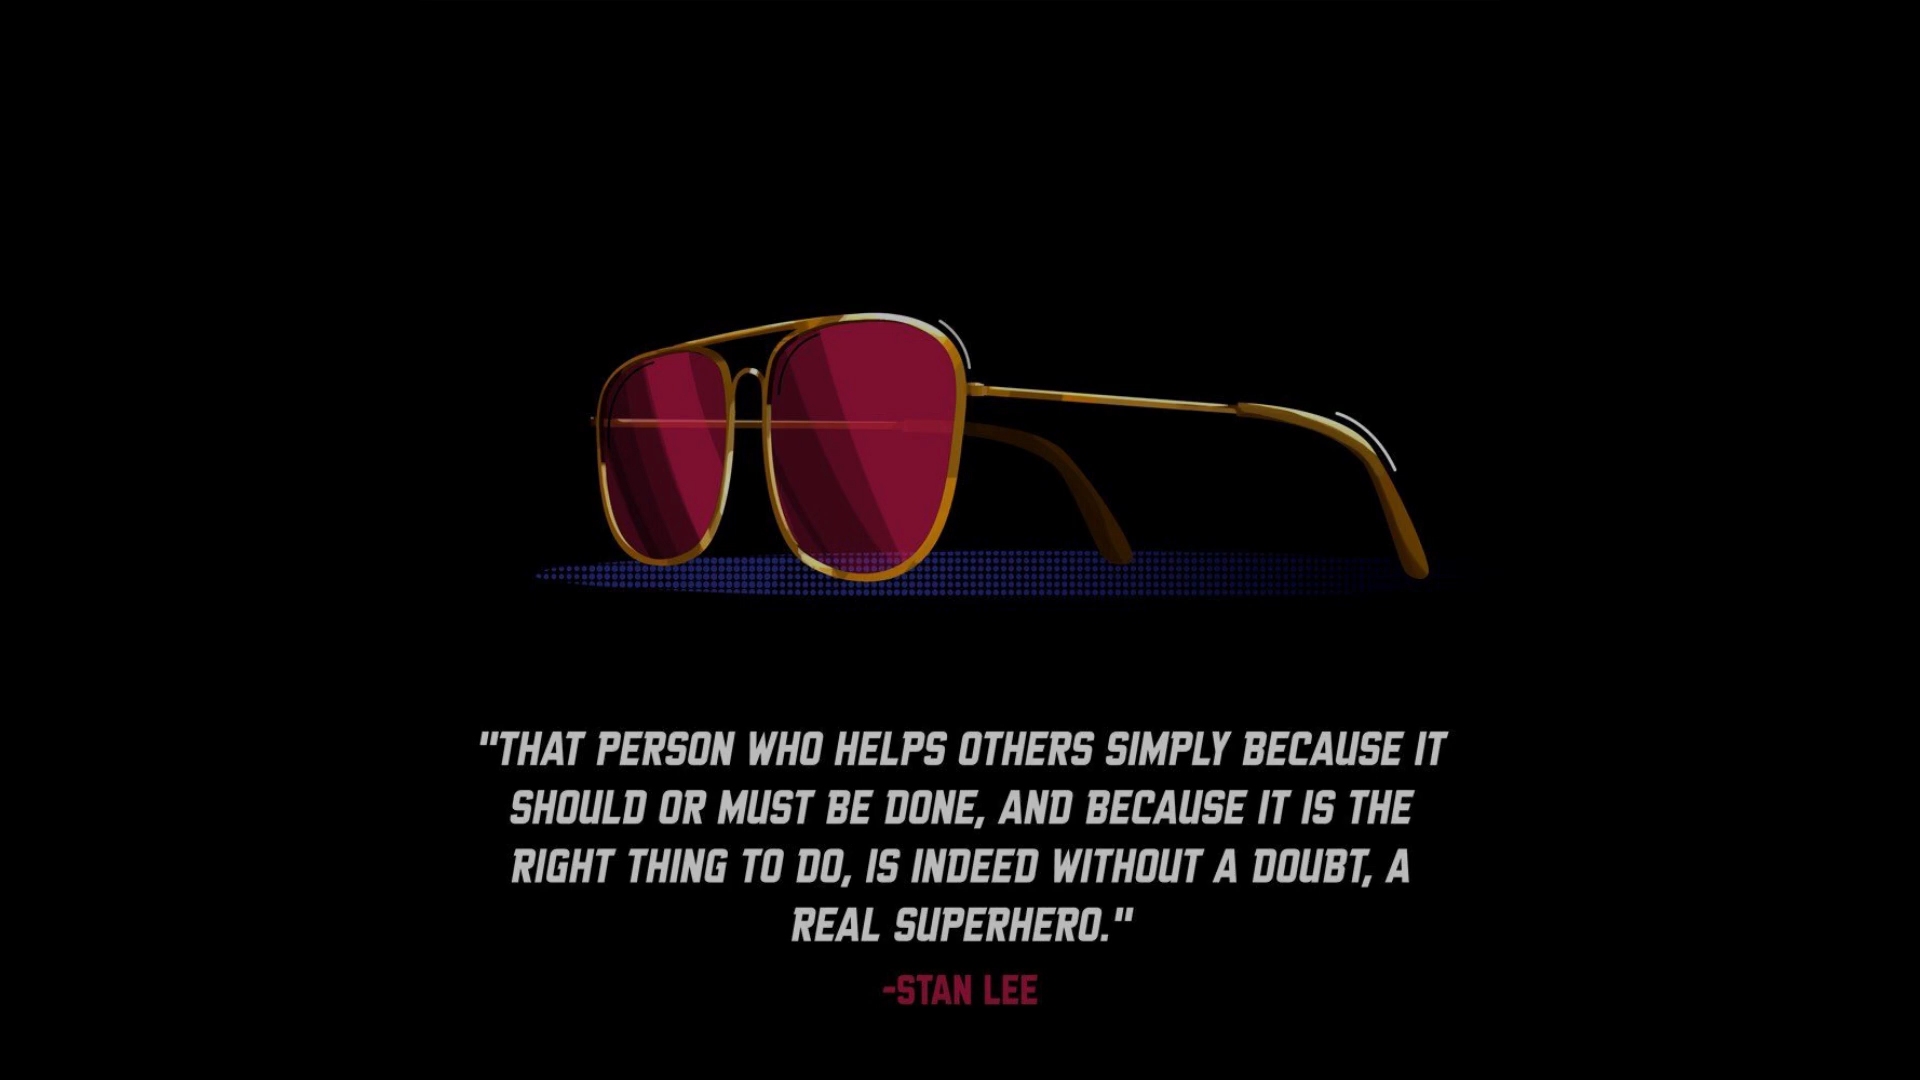 "THAT PERSON WHO HELPS OTHERS SIMPLY BECAUSE IT
SHOULD OR MUST BE DONE, AND BECAUSE IT IS THE
RIGHT THING TO DO, IS INDEED WITHOUT A DOUBT, A
REAL SUPERHERO."
-STAN LEE